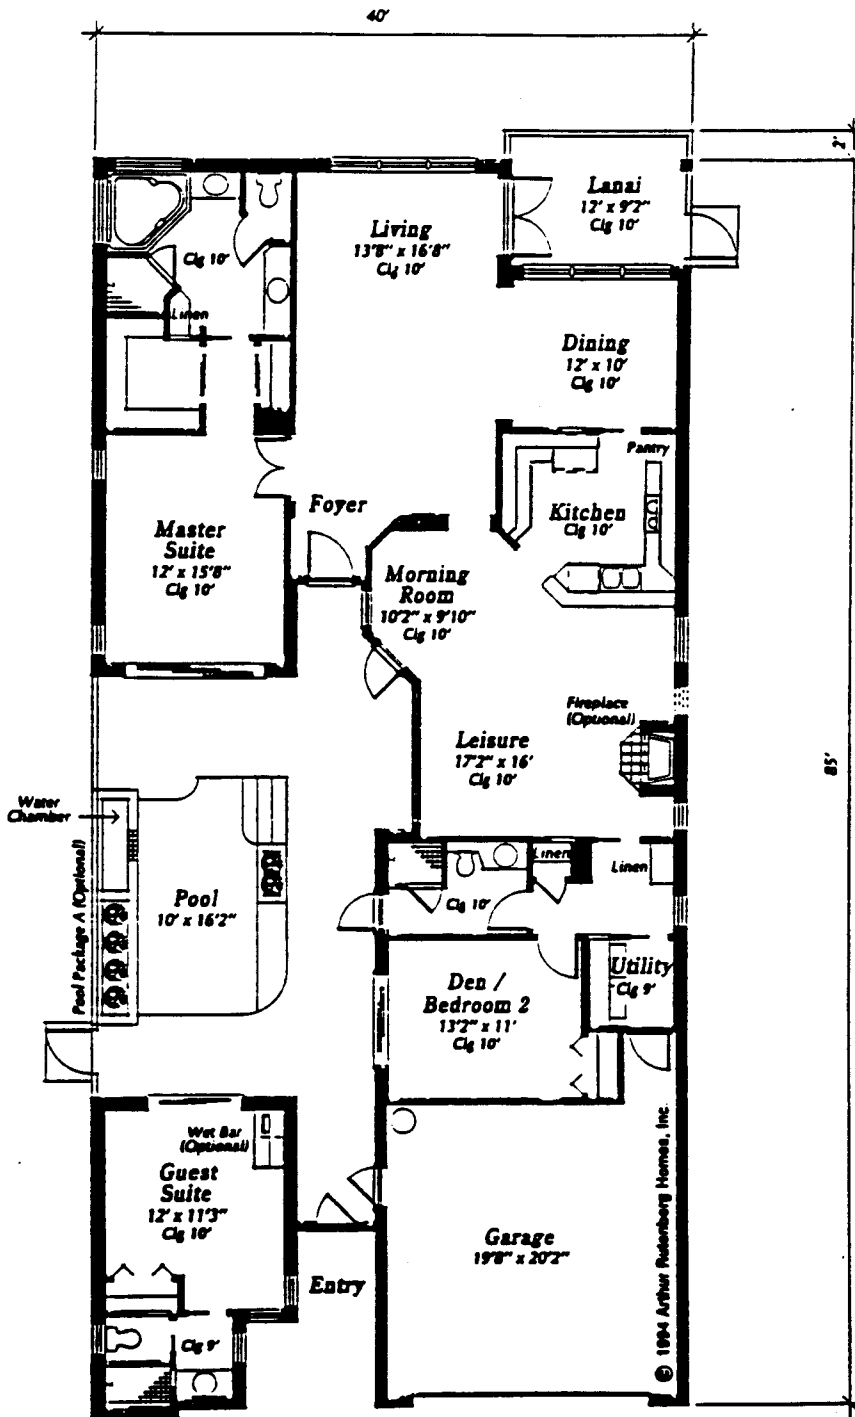 40'
2'
Lanai
12' x 9'2"
Clg 10'
Living
13'8" x 16'8"
Clg 10'
Clg 10'
Linen
Dining
12' x 10'
Clg 10'
Pantry
Kitchen
Clg 10'
Foyer
Master
Suite
12' x 15'8"
Clg 10'
Morning
Room
10'2" x 9'10"
Clg 10'
Fireplace
(Optional)
Leisure
17'2" x 16'
Clg 10'
85'
Water
Chamber
Pool
10' x 16'2"
Pool Package A (Optional)
Linen
Linen
Clg 10'
Utility
Clg 9'
Den /
Bedroom 2
13'2" x 11'
Clg 10'
Wet Bar
(Optional)
Guest
Suite
12' x 11'3"
Clg 10'
Garage
19'8" x 20'2"
Entry
Clg 9'
© 1994 Arthur Rutenberg Homes, Inc.